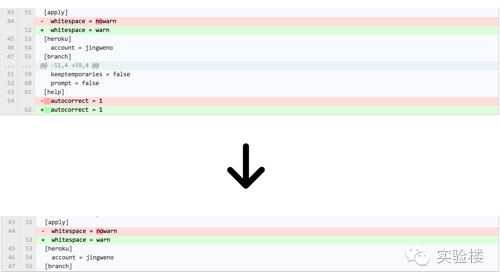 43 51 [apply]
44 - whitespace = nowarn
52 + whitespace = warn
45 53 [heroku]
46 54 account = jingweno
47 55 [branch]
... ... @@ -51,4 +59,4 @@
51 59 keeptemporaries = false
52 60 prompt = false
53 61 [help]
54 - autocorrect = 1
62 + autocorrect = 1
43 51 [apply]
44 - whitespace = nowarn
52 + whitespace = warn
45 53 [heroku]
46 54 account = jingweno
47 55 [branch]
实验楼